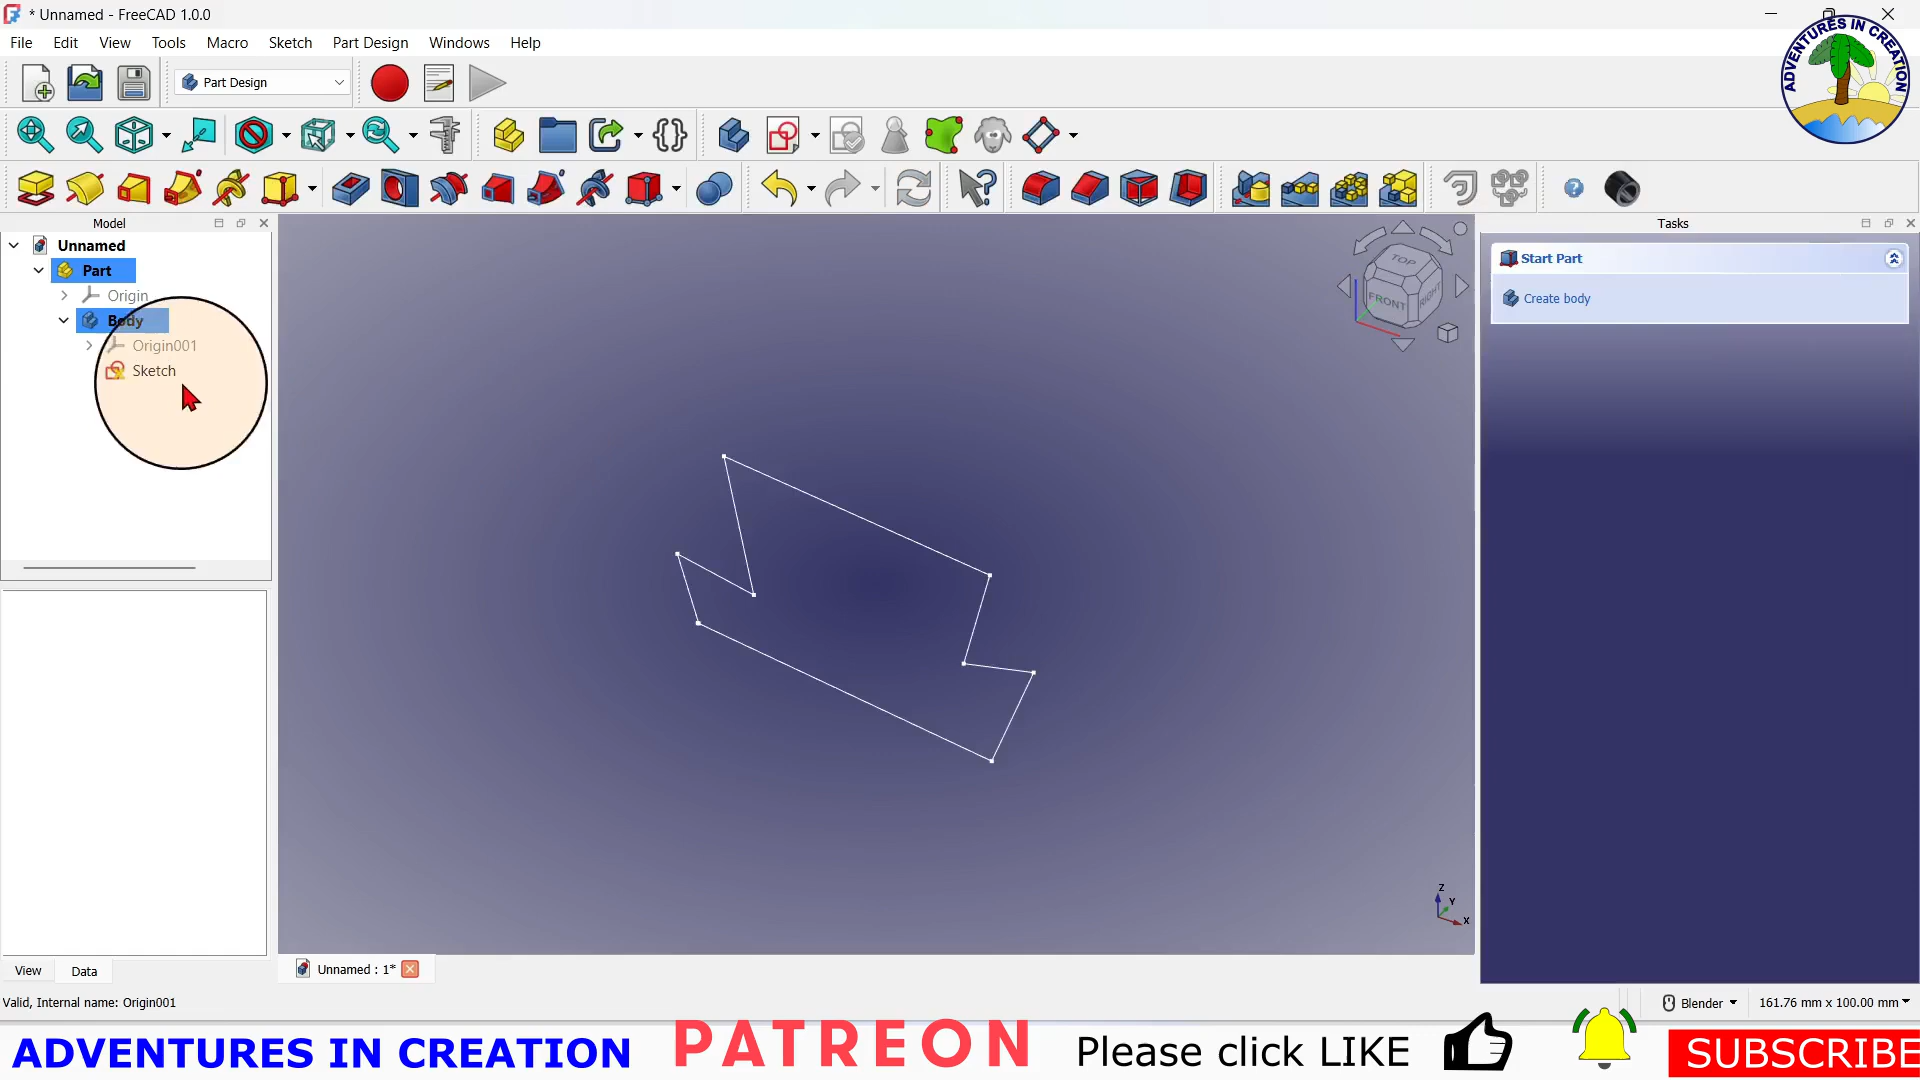 * Unnamed - FreeCAD 1.0.0
File Edit View Tools Macro Sketch Part Design Windows Help
ADVENTURES IN CREATION
Part Design
Model
Tasks
Unnamed
Part
Origin
Body
Origin001
Sketch
TOP
FRONT
RIGHT
Start Part
Create body
Z
Y
X
Unnamed : 1*
View Data
Valid, Internal name: Origin001
Blender
161.76 mm x 100.00 mm
ADVENTURES IN CREATION
PATREON
Please click LIKE
SUBSCRIBE